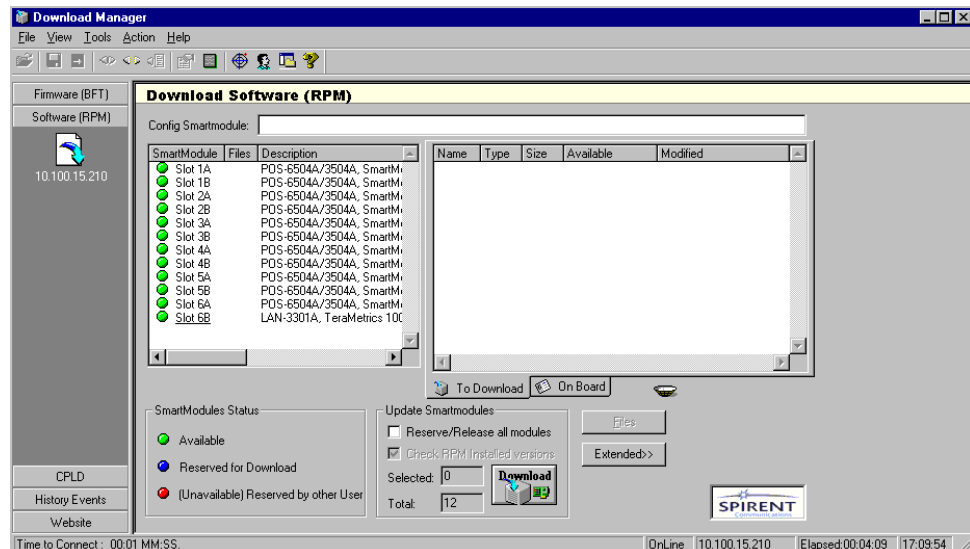 Download Manager
File View Tools Action Help
Firmware (BFT)
Software (RPM)
10.100.15.210
CPLD
History Events
Website
Download Software (RPM)
Config Smartmodule:
SmartModule Files Description
Slot 1A POS-6504A/3504A, SmartM
Slot 1B POS-6504A/3504A, SmartM
Slot 2A POS-6504A/3504A, SmartM
Slot 2B POS-6504A/3504A, SmartM
Slot 3A POS-6504A/3504A, SmartM
Slot 3B POS-6504A/3504A, SmartM
Slot 4A POS-6504A/3504A, SmartM
Slot 4B POS-6504A/3504A, SmartM
Slot 5A POS-6504A/3504A, SmartM
Slot 5B POS-6504A/3504A, SmartM
Slot 6A POS-6504A/3504A, SmartM
Slot 6B LAN-3301A, TeraMetrics 100
Name Type Size Available Modified
To Download On Board
SmartModules Status
Available
Reserved for Download
(Unavailable) Reserved by other User
Update Smartmodules
Reserve/Release all modules
Check RPM Installed versions
Selected: 0
Total: 12
Download
Files
Extended>>
SPIRENT
Communications
Time to Connect : 00:01 MM:SS. OnLine 10.100.15.210 Elapsed:00:04:09 17:09:54